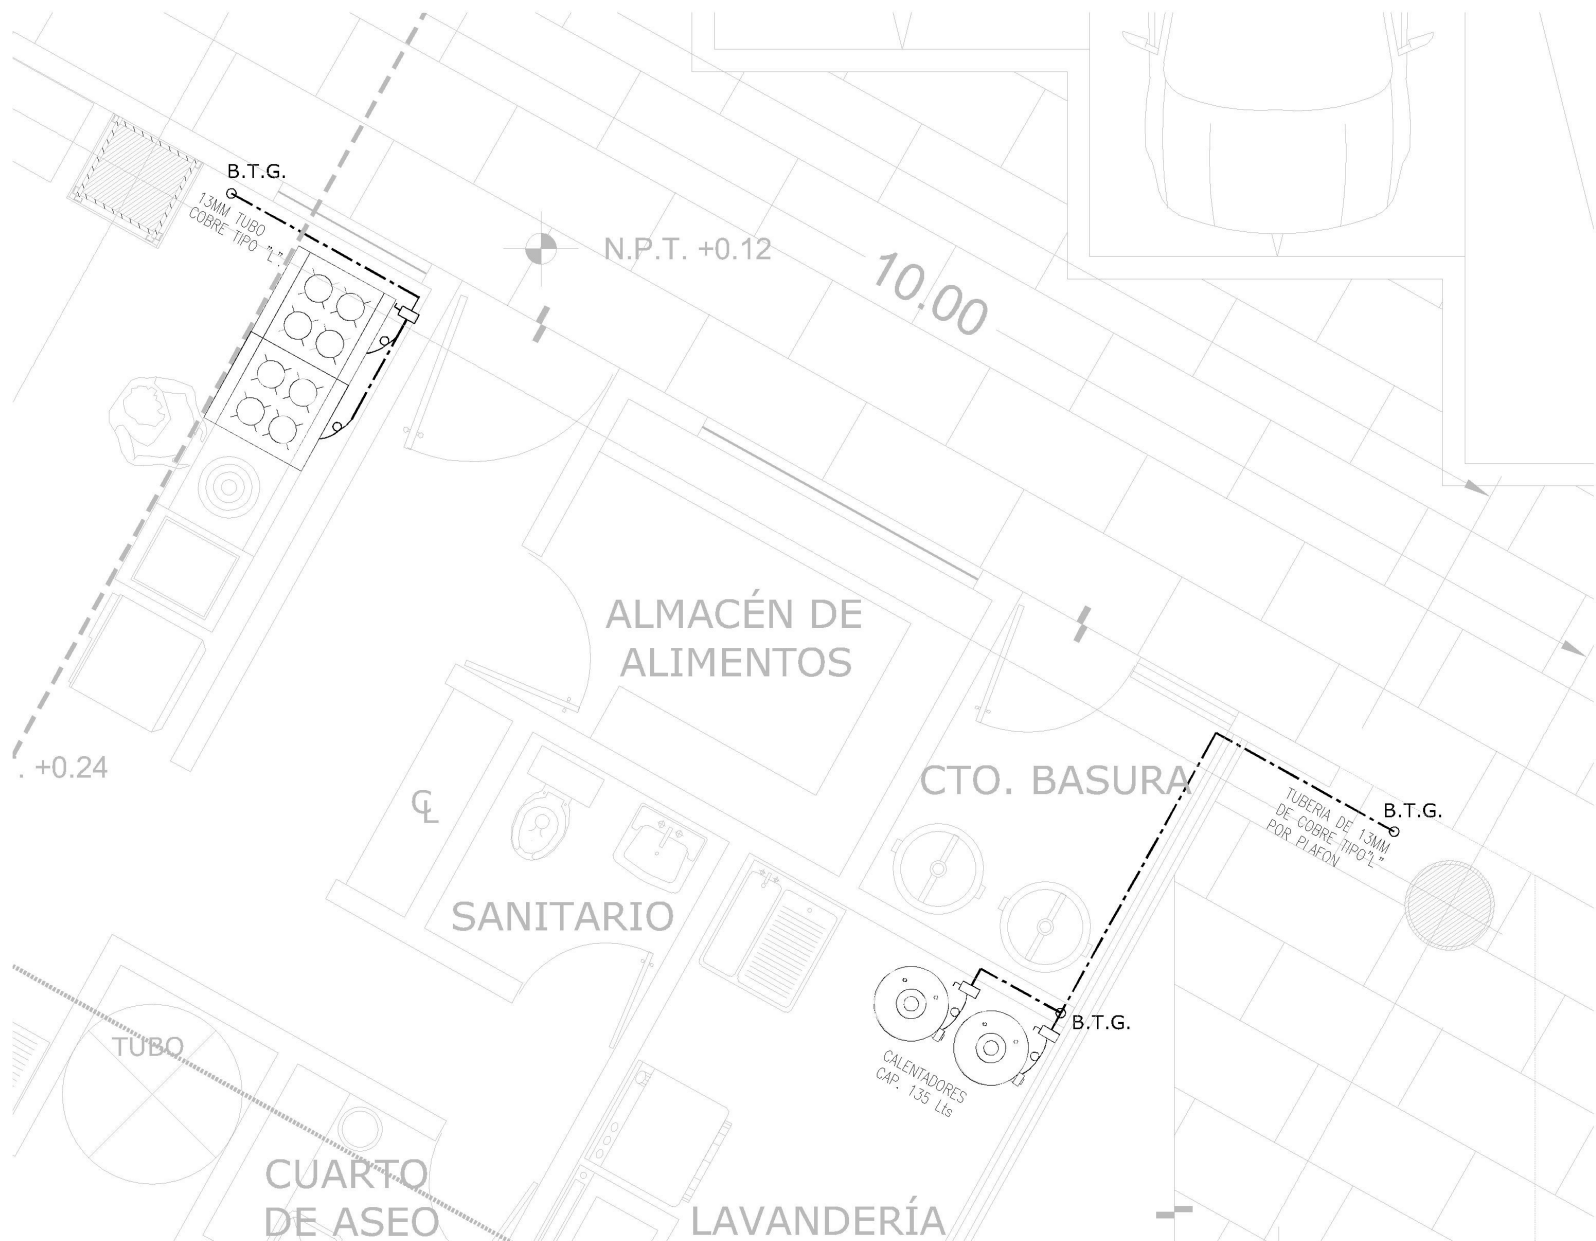 B.T.G.
13MM TUBO
COBRE TIPO "L"
N.P.T. +0.12
10.00
ALMACÉN DE
ALIMENTOS
. +0.24
℄
CTO. BASURA
TUBERIA DE 13MM
DE COBRE TIPO"L"
POR PLAFON
B.T.G.
SANITARIO
B.T.G.
CALENTADORES
CAP. 135 Lts
TUBO
CUARTO
DE ASEO
LAVANDERÍA